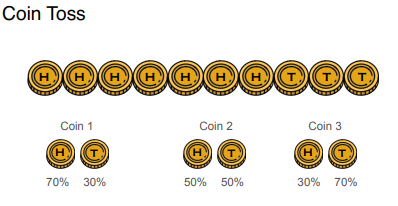 Coin Toss
H H H H H H H T T T
Coin 1 Coin 2 Coin 3
H T H T H T
70% 30% 50% 50% 30% 70%